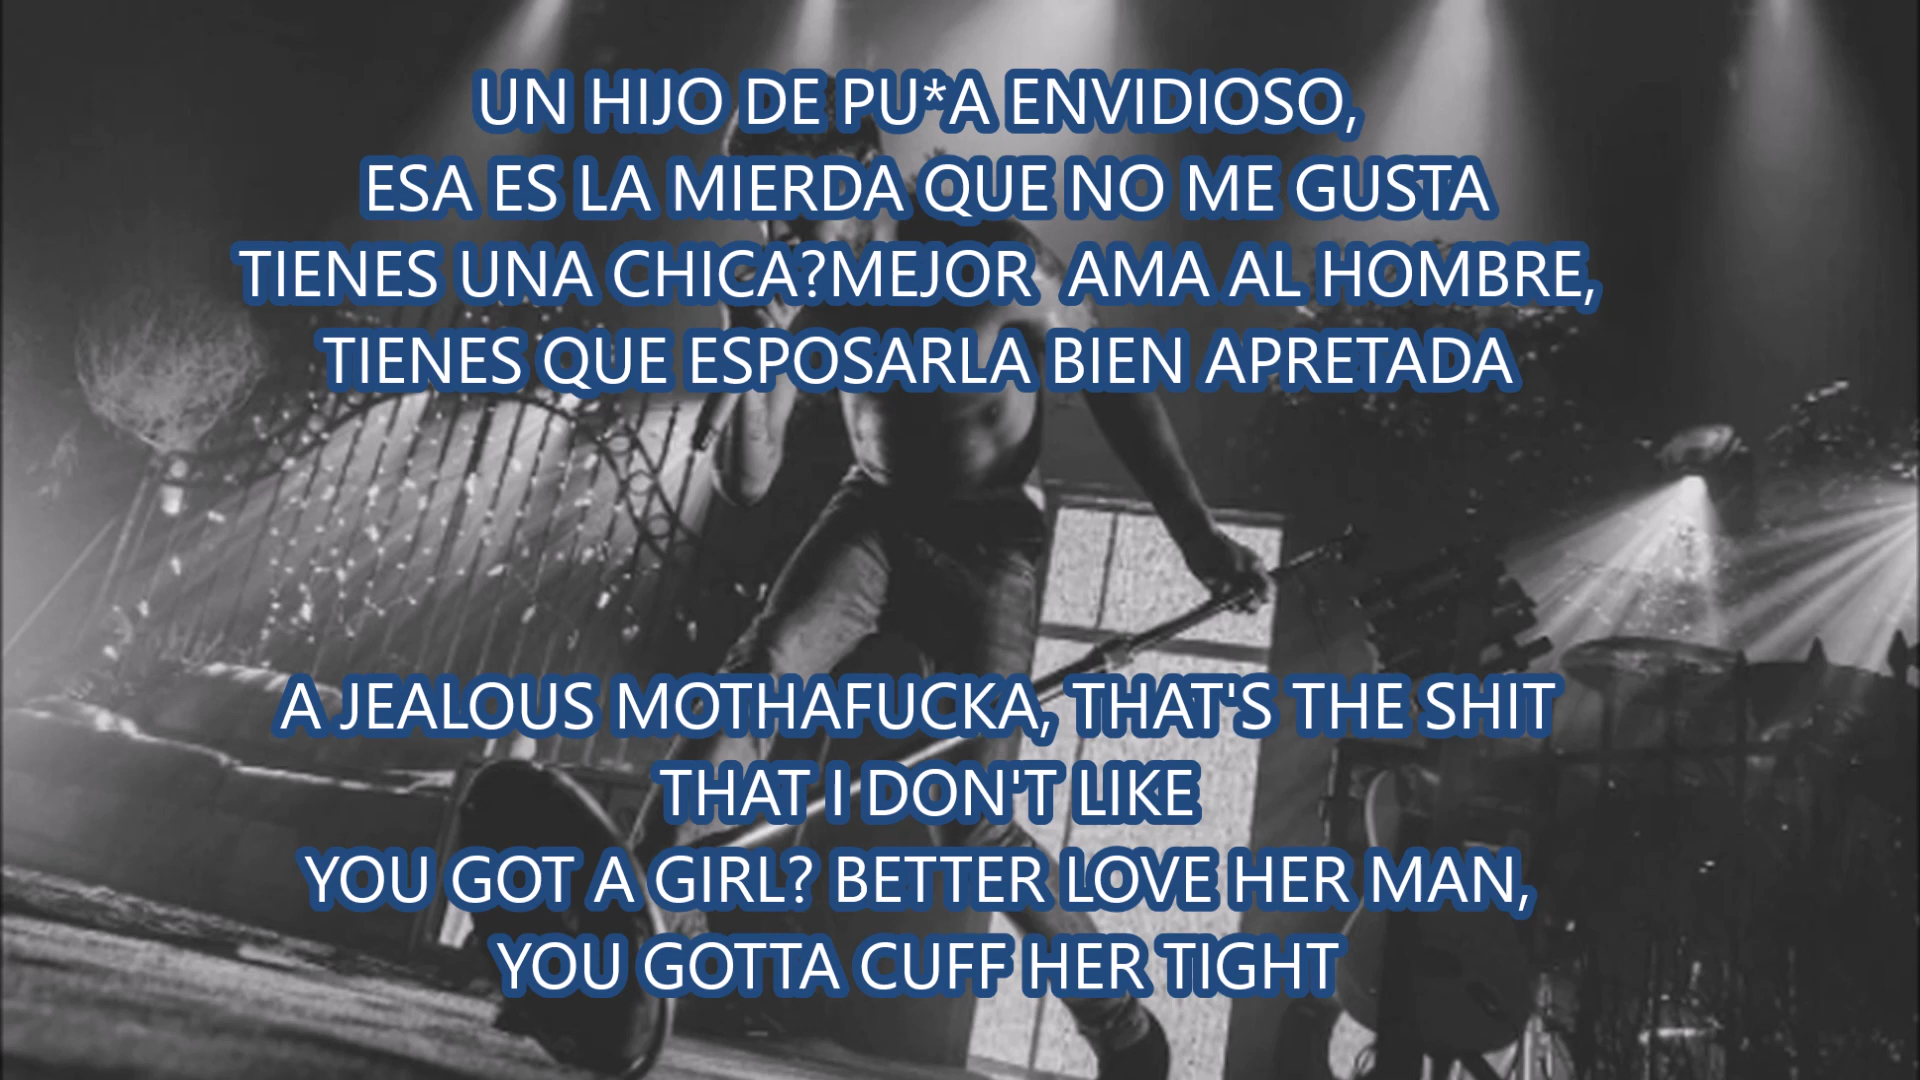 UN HIJO DE PU*A ENVIDIOSO,
ESA ES LA MIERDA QUE NO ME GUSTA
TIENES UNA CHICA?MEJOR  AMA AL HOMBRE,
TIENES QUE ESPOSARLA BIEN APRETADA
A JEALOUS MOTHAFUCKA, THAT'S THE SHIT
THAT I DON'T LIKE
YOU GOT A GIRL? BETTER LOVE HER MAN,
YOU GOTTA CUFF HER TIGHT